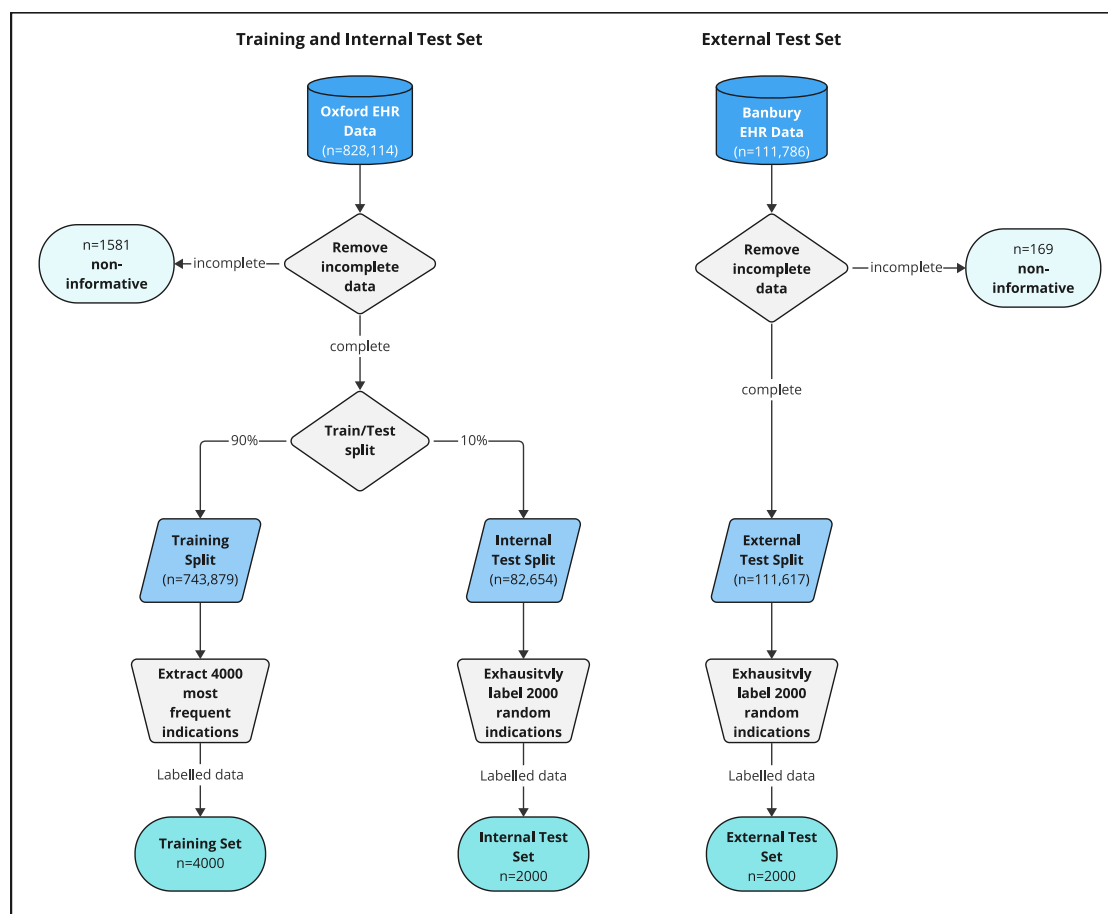 Training and Internal Test Set
External Test Set
Oxford EHR
Data
(n=828,114)
Banbury
EHR Data
(n=111,786)
n=1581
non-
informative
incomplete
Remove
incomplete
data
Remove
incomplete
data
incomplete
n=169
non-
informative
complete
complete
90%
Train/Test
split
10%
Training
Split
(n=743,879)
Internal
Test Split
(n=82,654)
External
Test Split
(n=111,617)
Extract 4000
most
frequent
indications
Exhausitvly
label 2000
random
indications
Exhausitvly
label 2000
random
indications
Labelled data
Labelled data
Labelled data
Training Set
n=4000
Internal Test
Set
n=2000
External Test
Set
n=2000